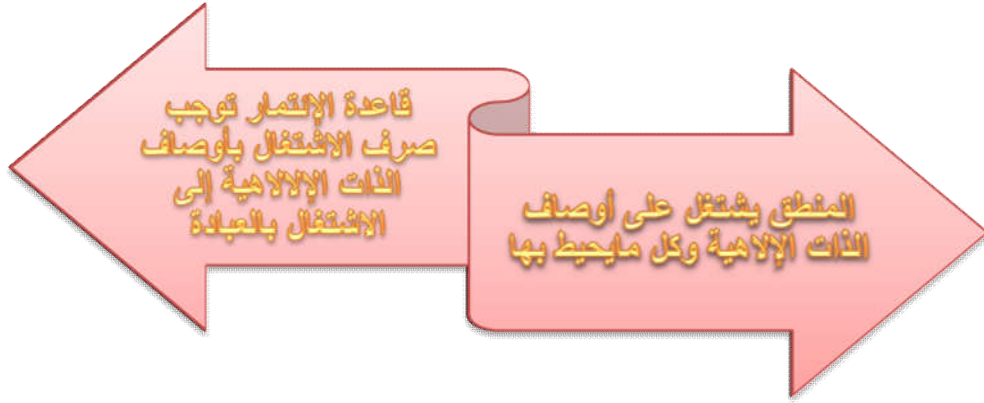 المنطق يشتغل على أوصاف
الذات الإلاهية وكل مايحيط بها
قاعدة الإئتمار توجب
صرف الاشتغال بأوصاف
الذات الإلالاهية إلى
الاشتغال بالعبادة